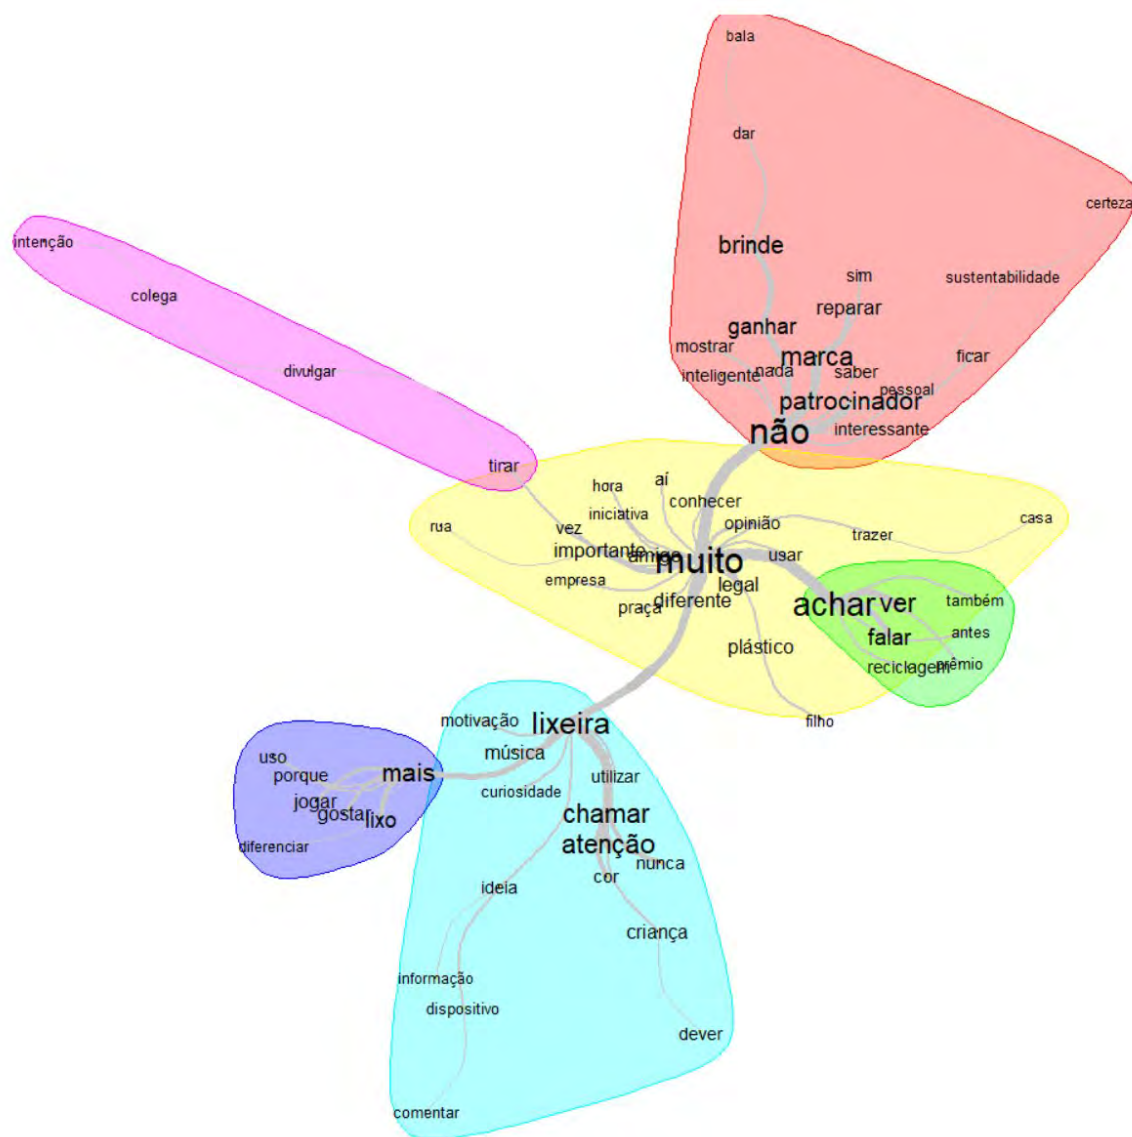 bala
dar
certeza
intenção
brinde
sim
sustentabilidade
colega
reparar
ganhar
mostrar
marca
ficar
nada
saber
divulgar
inteligente
pessoal
patrocinador
não
interessante
tirar
aí
hora
conhecer
iniciativa
opinião
casa
rua
vez
trazer
importante
amigo
muito
usar
empresa
legal
diferente
achar
ver
também
praça
falar
antes
plástico
reciclagem
prêmio
motivação
lixeira
filho
música
uso
porque
mais
utilizar
curiosidade
jogar
gostar
lixo
chamar
diferenciar
atenção
nunca
cor
ideia
criança
informação
dispositivo
dever
comentar